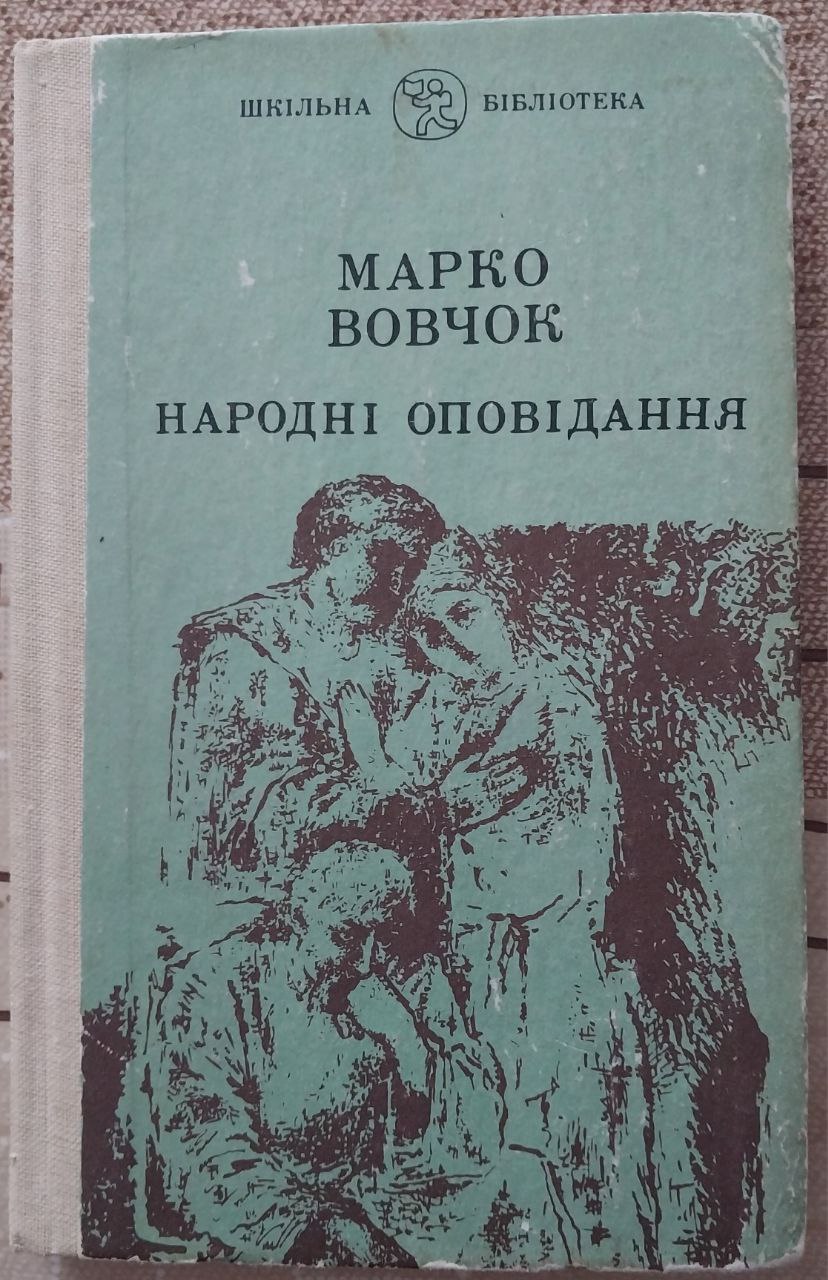 ШКІЛЬНА БІБЛІОТЕКА
МАРКО
ВОВЧОК
НАРОДНІ ОПОВІДАННЯ